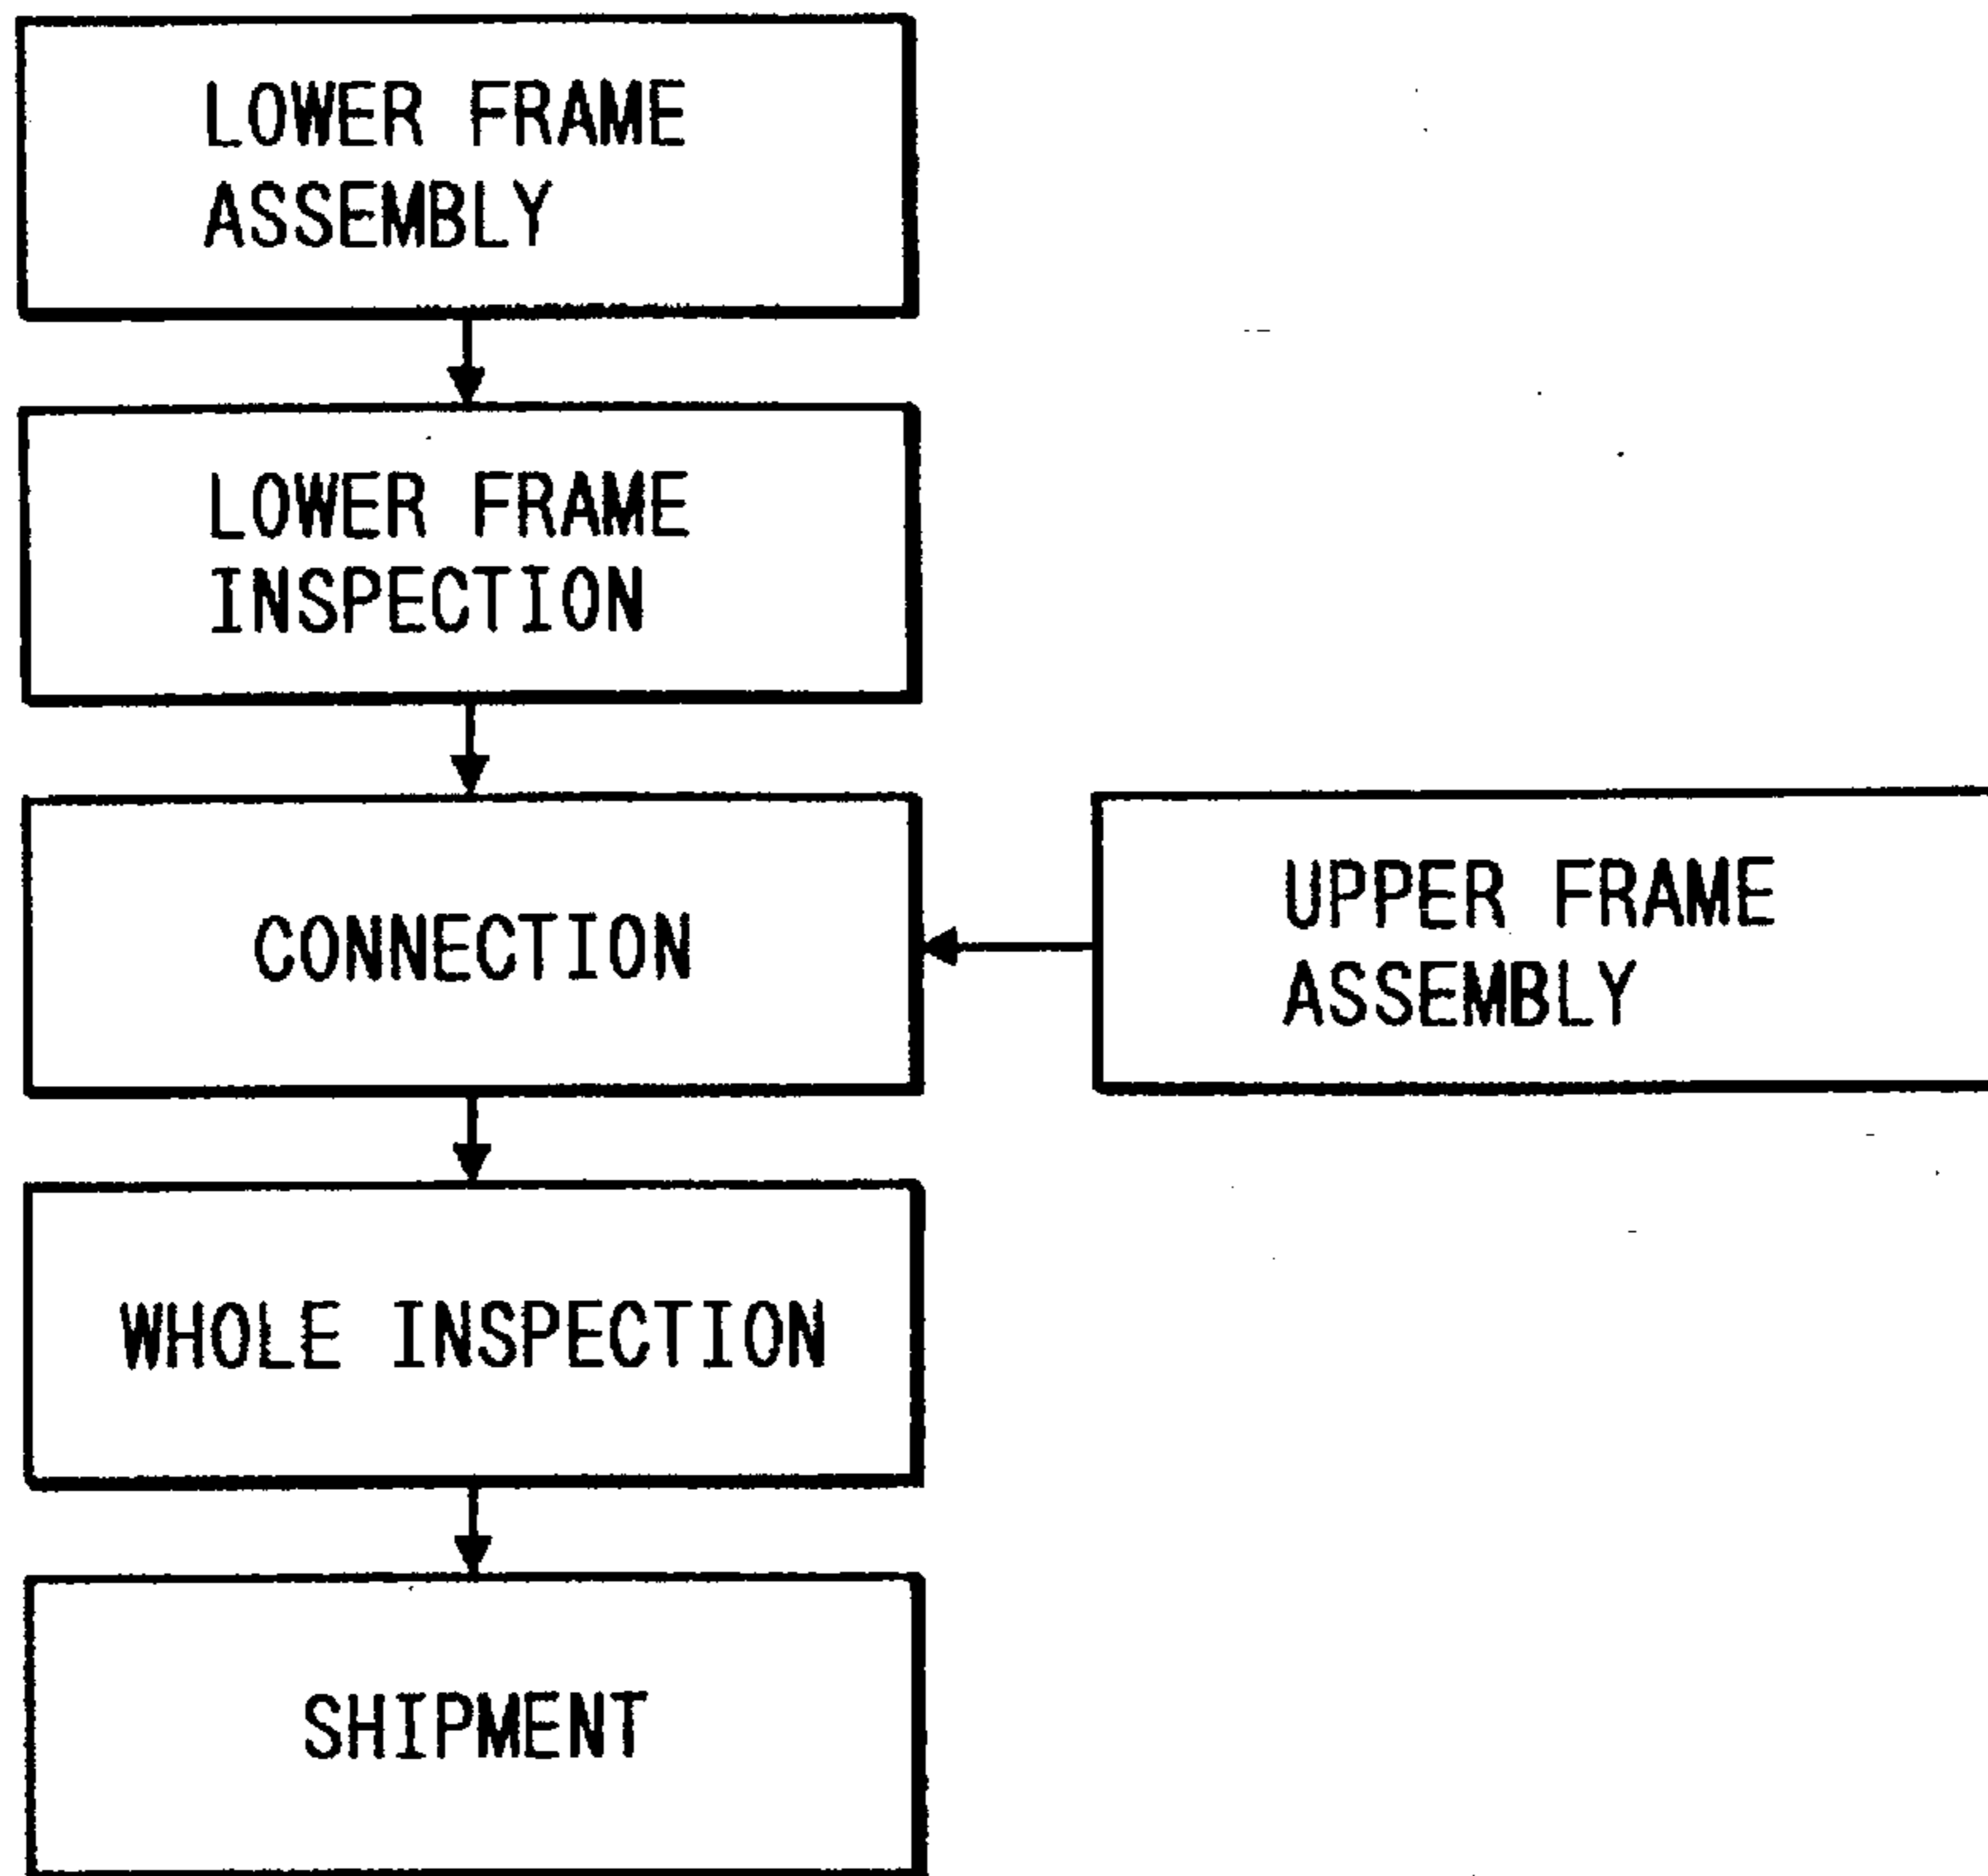 LOWER FRAME
ASSEMBLY
LOWER FRAME
INSPECTION
CONNECTION
UPPER FRAME
ASSEMBLY
WHOLE INSPECTION
SHIPMENT